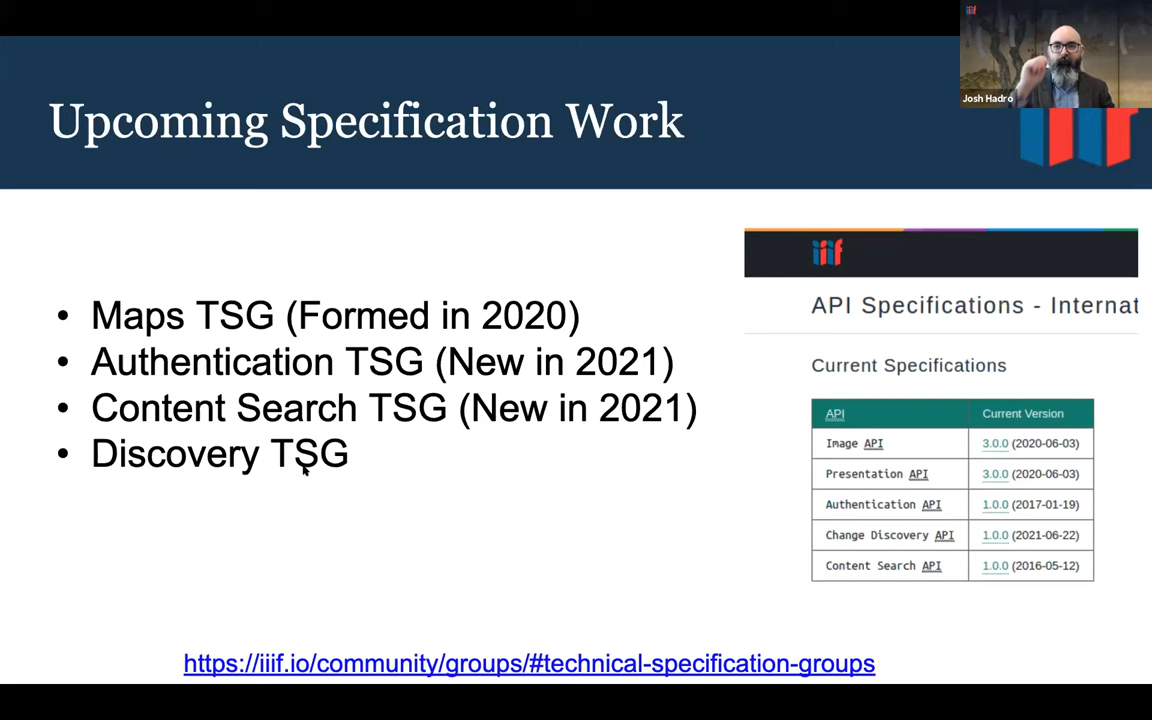 iiif
Josh Hadro
Upcoming Specification Work
iiif
• Maps TSG (Formed in 2020)
• Authentication TSG (New in 2021)
• Content Search TSG (New in 2021)
• Discovery TSG
iiif
API Specifications - Internat
Current Specifications
API Current Version
Image API 3.0.0 (2020-06-03)
Presentation API 3.0.0 (2020-06-03)
Authentication API 1.0.0 (2017-01-19)
Change Discovery API 1.0.0 (2021-06-22)
Content Search API 1.0.0 (2016-05-12)
https://iiif.io/community/groups/#technical-specification-groups